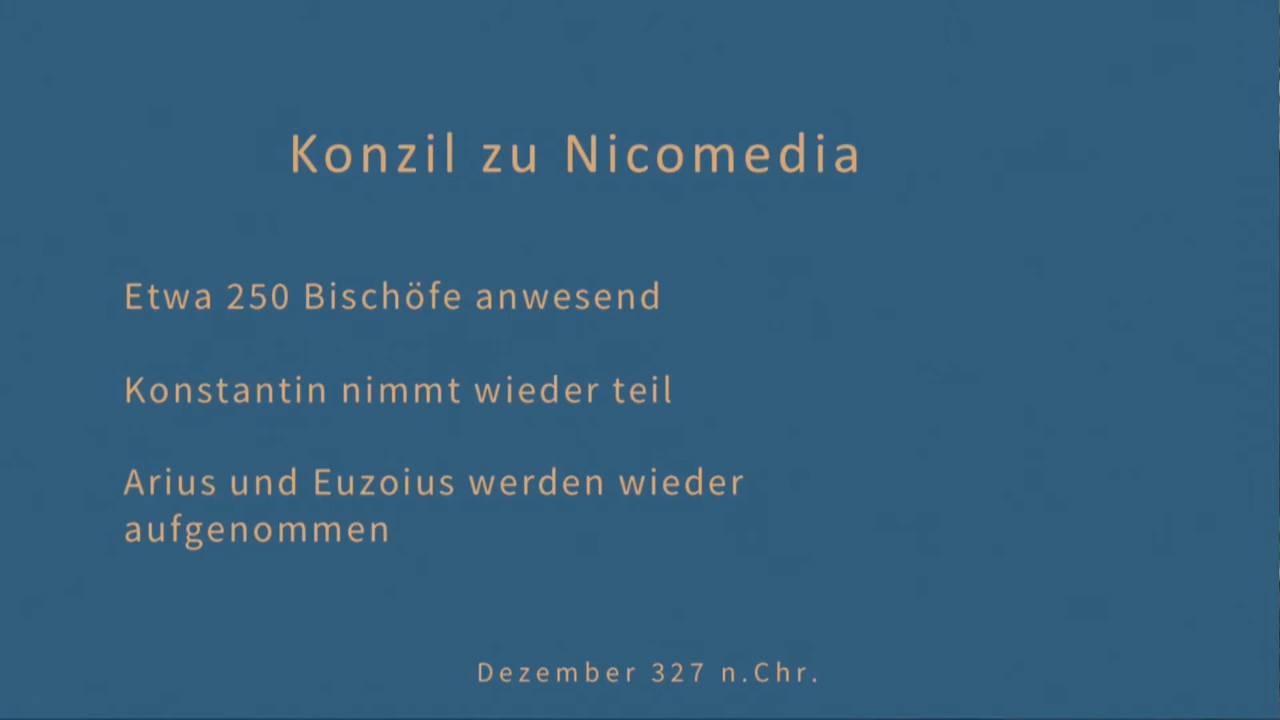 Konzil zu Nicomedia
Etwa 250 Bischöfe anwesend
Konstantin nimmt wieder teil
Arius und Euzoius werden wieder
aufgenommen
Dezember 327 n.Chr.